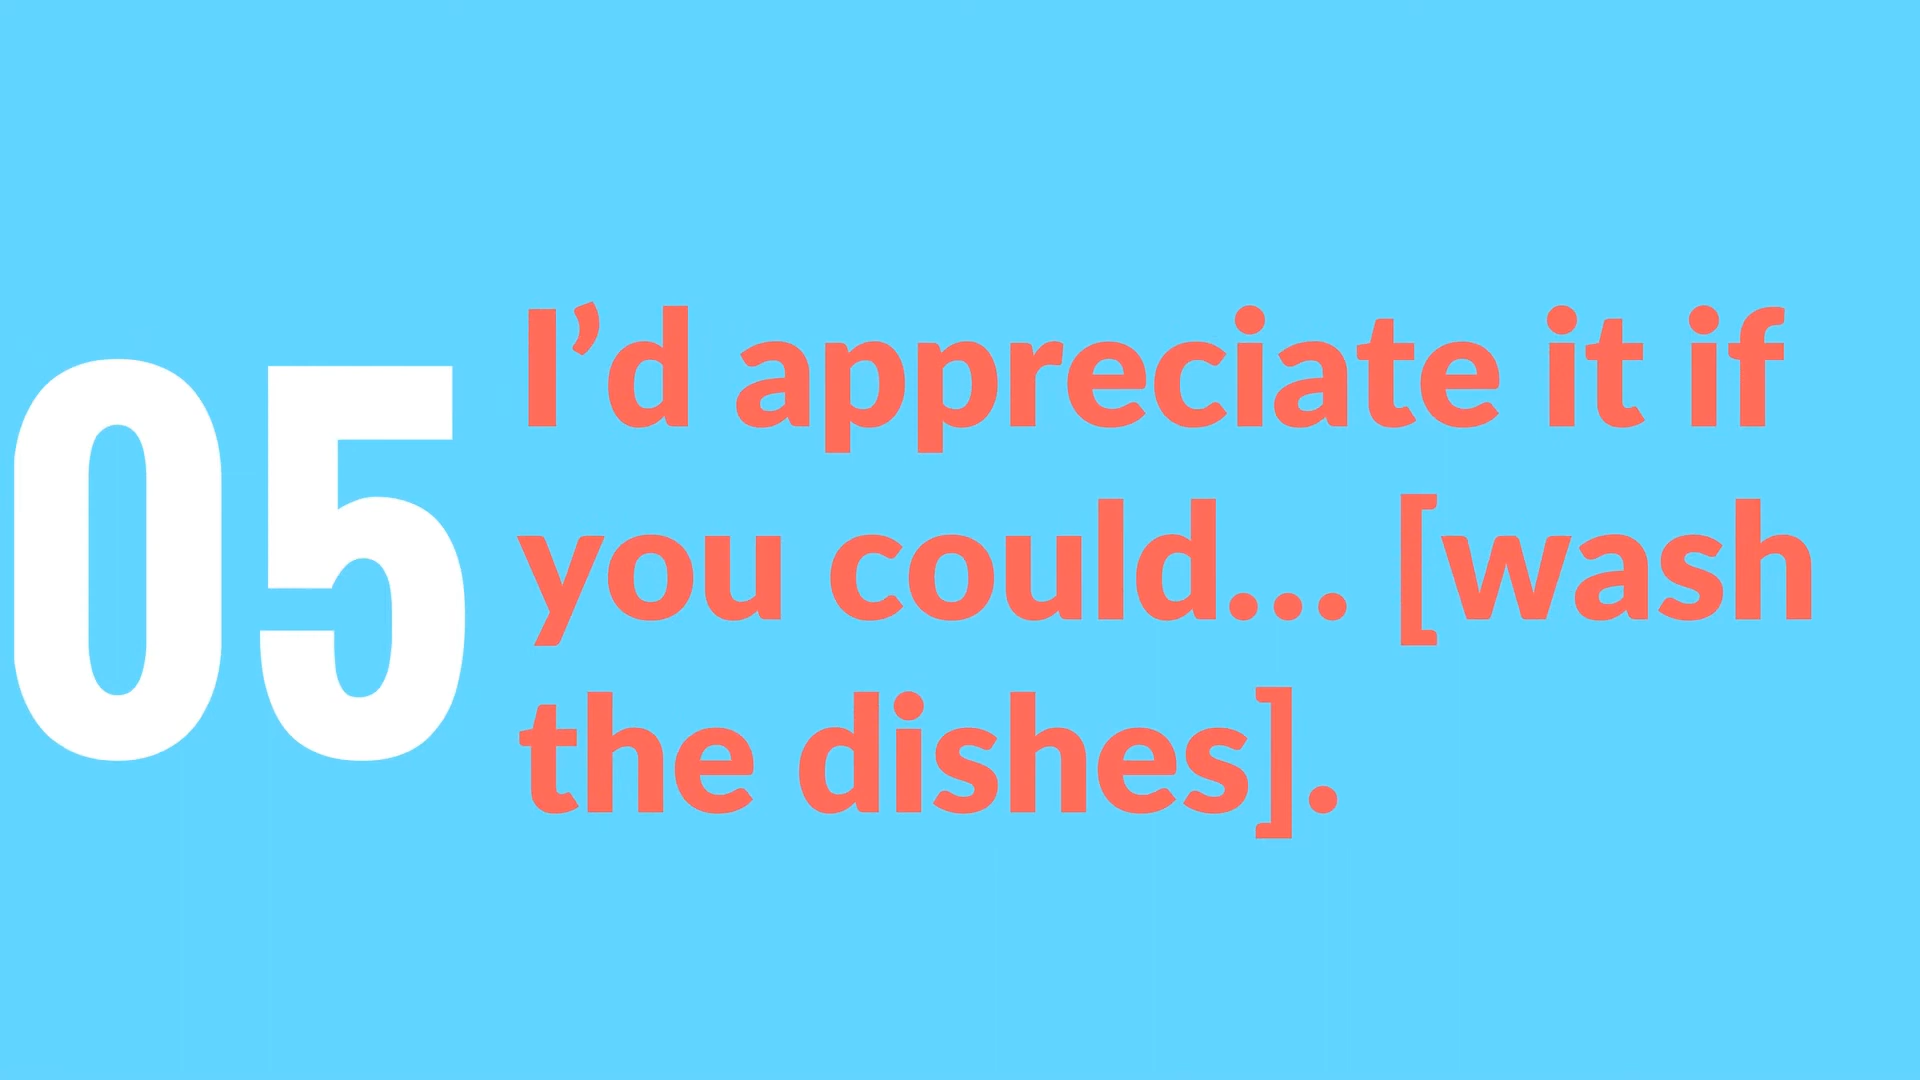 05
I’d appreciate it if
you could... [wash
the dishes].